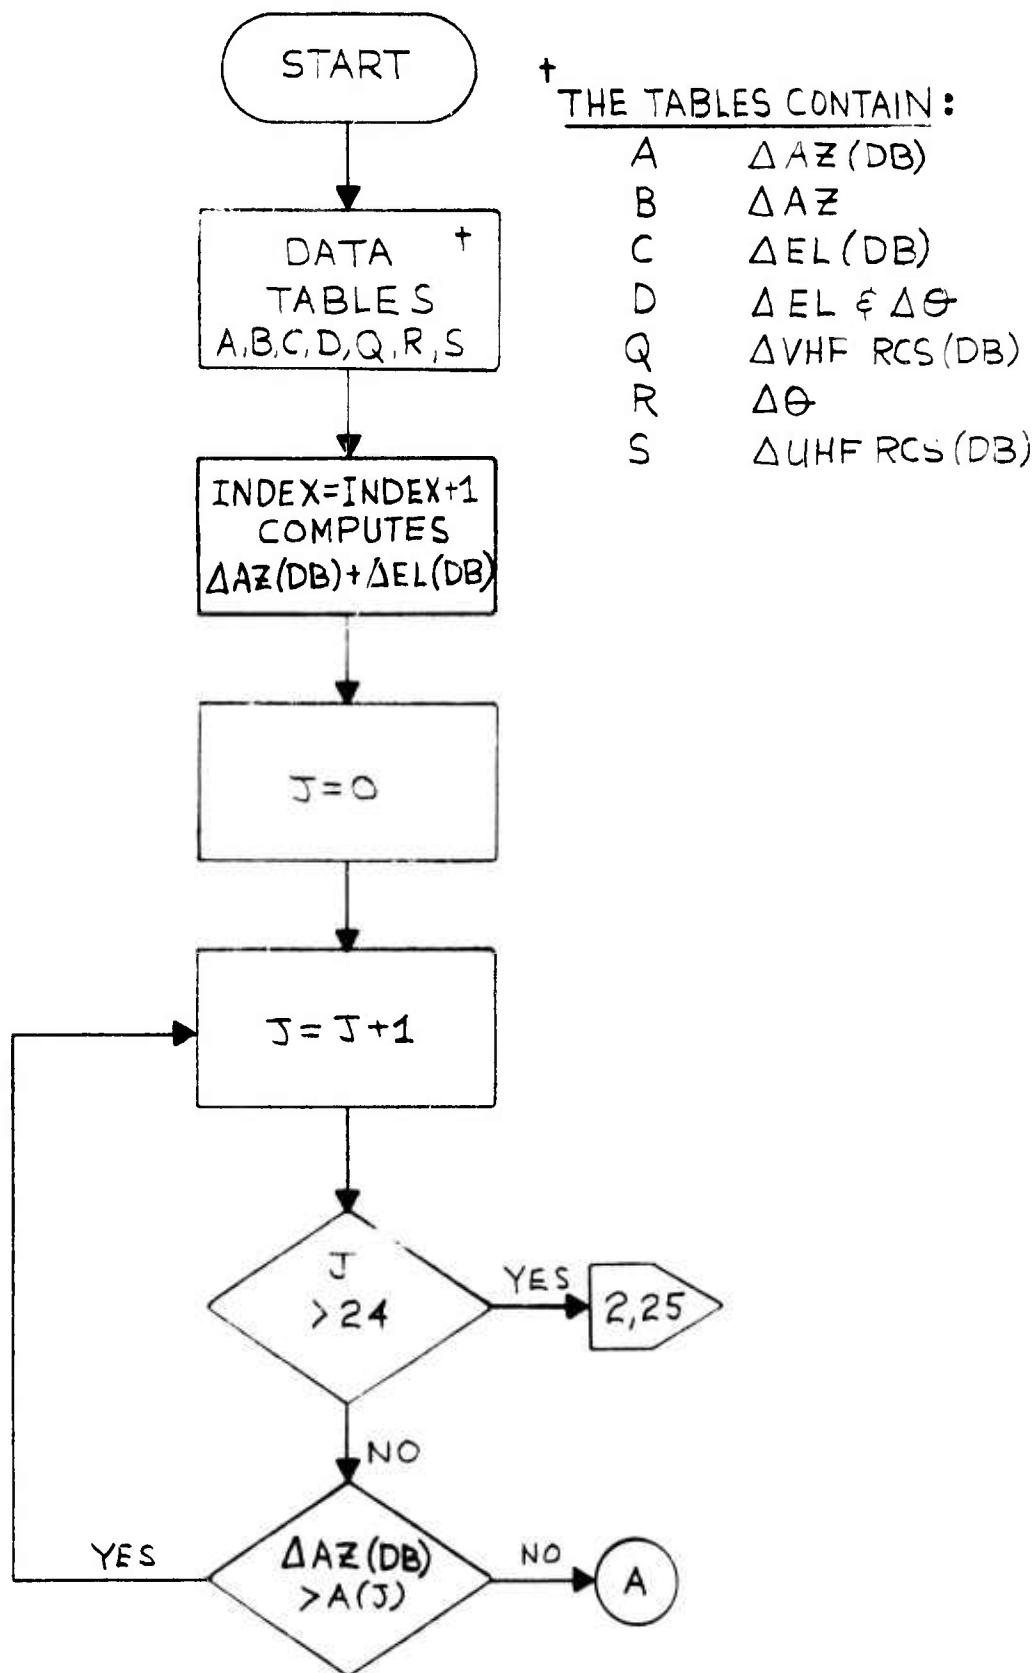 START
†
THE TABLES CONTAIN:
A ΔAZ(DB)
B ΔAZ
C ΔEL(DB)
D ΔEL & ΔΘ
Q ΔVHF RCS(DB)
R ΔΘ
S ΔUHF RCS(DB)
DATA †
TABLES
A,B,C,D,Q,R,S
INDEX=INDEX+1
COMPUTES
ΔAZ(DB)+ΔEL(DB)
J=0
J=J+1
J
>24
YES
2,25
NO
ΔAZ(DB)
>A(J)
YES
NO
A